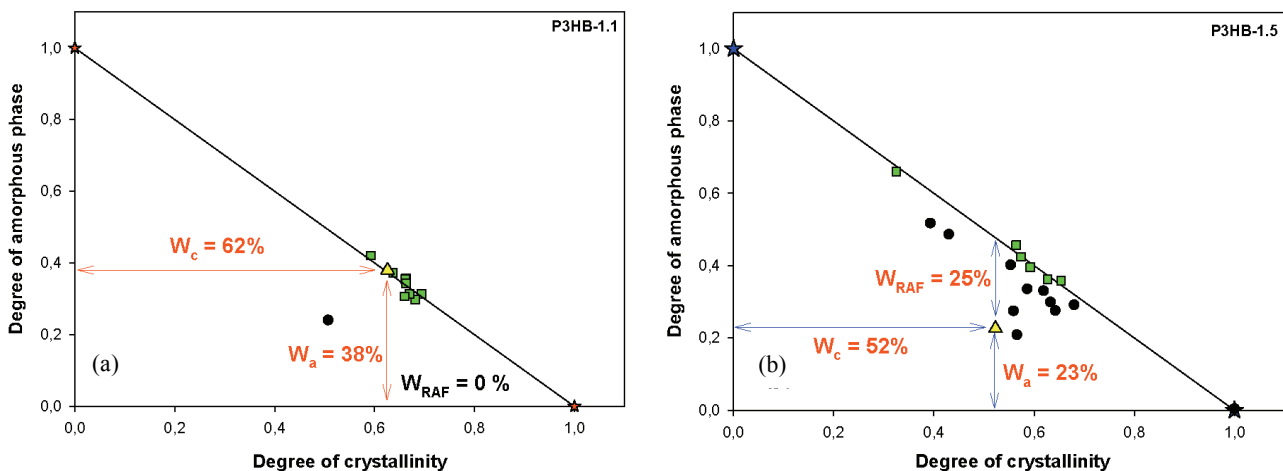 P3HB-1.1
1,0
0,8
0,6
0,4
0,2
0,0
Degree of amorphous phase
Wc = 62%
Wa = 38%
WRAF = 0 %
(a)
0,0 0,2 0,4 0,6 0,8 1,0
Degree of crystallinity
P3HB-1.5
1,0
0,8
0,6
0,4
0,2
0,0
Degree of amorphous phase
WRAF = 25%
Wc = 52%
Wa = 23%
(b)
0,0 0,2 0,4 0,6 0,8 1,0
Degree of crystallinity